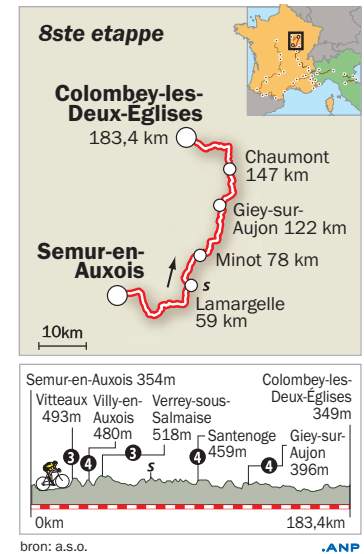 8ste etappe
Colombey-les-
Deux-Églises
183,4 km
Chaumont
147 km
Giey-sur-
Aujon 122 km
Minot 78 km
Semur-en-
Auxois
S
Lamargelle
59 km
10km
Semur-en-Auxois 354m
Colombey-les-
Deux-Églises
349m
Vitteaux
493m
Villy-en-
Auxois
480m
Verrey-sous-
Salmaise
518m
Santenoge
459m
Giey-sur-
Aujon
396m
3
4
3
S
4
4
0km
183,4km
bron: a.s.o.
ANP